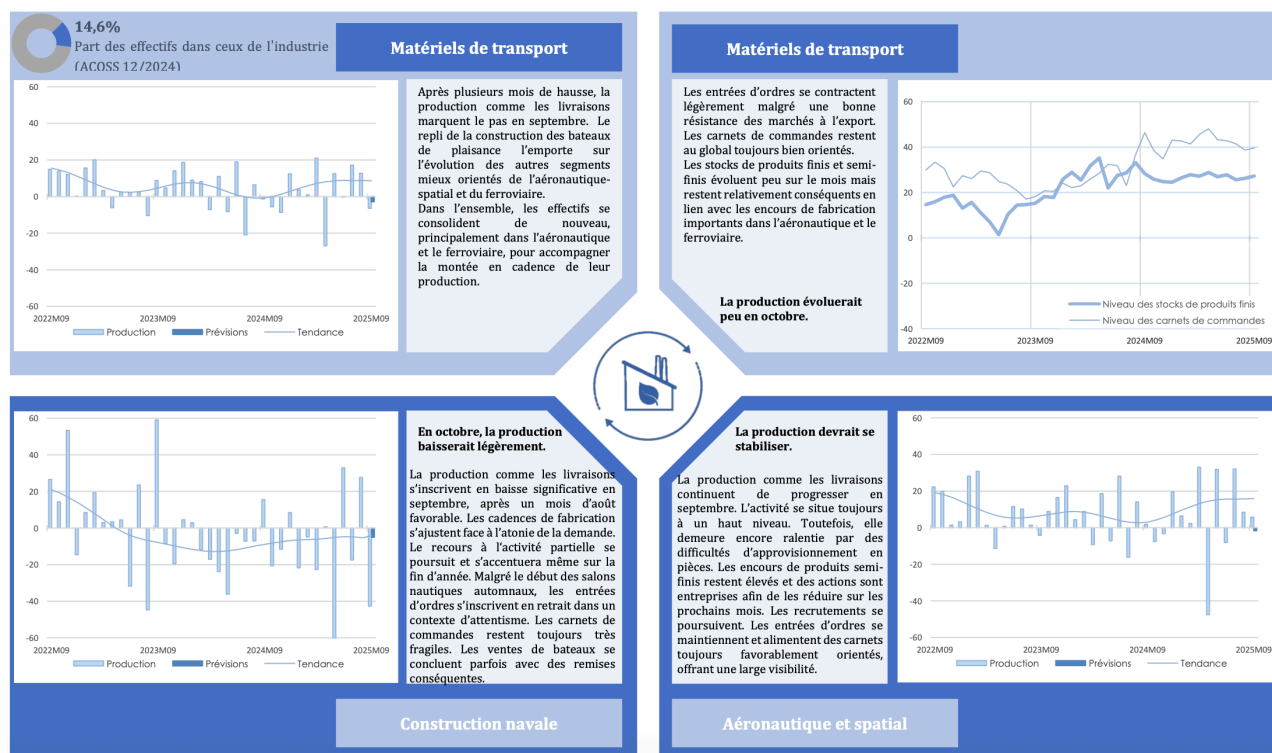 14,6%
Part des effectifs dans ceux de l'industrie
(ACOSS 12/2024)
Matériels de transport
60
40
20
0
-20
-40
-60
2022M09
2023M09
2024M09
2025M09
Production
Prévisions
Tendance
Après plusieurs mois de hausse, la
production comme les livraisons
marquent le pas en septembre. Le
repli de la construction des bateaux
de plaisance l'emporte sur
l'évolution des autres segments
mieux orientés de l'aéronautique-
spatial et du ferroviaire.
Dans l'ensemble, les effectifs se
consolident de nouveau,
principalement dans l'aéronautique
et le ferroviaire, pour accompagner
la montée en cadence de leur
production.
Matériels de transport
Les entrées d'ordres se contractent
légèrement malgré une bonne
résistance des marchés à l'export.
Les carnets de commandes restent
au global toujours bien orientés.
Les stocks de produits finis et semi-
finis évoluent peu sur le mois mais
restent relativement conséquents en
lien avec les encours de fabrication
importants dans l'aéronautique et le
ferroviaire.
La production évoluerait
peu en octobre.
60
40
20
0
-20
-40
Niveau des stocks de produits finis
Niveau des carnets de commandes
2022M09
2023M09
2024M09
2025M09
60
40
20
0
-20
-40
-60
2022M09
2023M09
2024M09
2025M09
Production
Prévisions
Tendance
En octobre, la production
baisserait légèrement.
La production comme les livraisons
s'inscrivent en baisse significative en
septembre, après un mois d'août
favorable. Les cadences de fabrication
s'ajustent face à l'atonie de la demande.
Le recours à l'activité partielle se
poursuit et s'accentuera même sur la
fin d'année. Malgré le début des salons
nautiques automnaux, les entrées
d'ordres s'inscrivent en retrait dans un
contexte d'attentisme. Les carnets de
commandes restent toujours très
fragiles. Les ventes de bateaux se
concluent parfois avec des remises
conséquentes.
Construction navale
La production devrait se
stabiliser.
La production comme les livraisons
continuent de progresser en
septembre. L'activité se situe toujours
à un haut niveau. Toutefois, elle
demeure encore ralentie par des
difficultés d'approvisionnement en
pièces. Les encours de produits semi-
finis restent élevés et des actions sont
entreprises afin de les réduire sur les
prochains mois. Les recrutements se
poursuivent. Les entrées d'ordres se
maintiennent et alimentent des carnets
toujours favorablement orientés,
offrant une large visibilité.
60
40
20
0
-20
-40
-60
2022M09
2023M09
2024M09
2025M09
Production
Prévisions
Tendance
Aéronautique et spatial